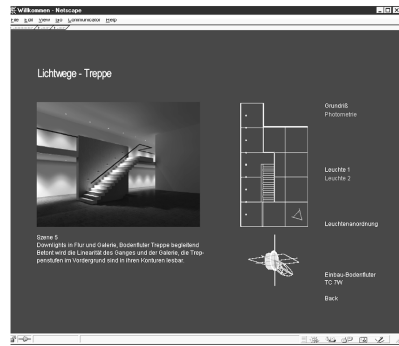 Willkommen - Netscape
File Edit View Go Communicator Help
Lichtwege - Treppe
Grundriß
Photometrie
Leuchte 1
Leuchte 2
Leuchtenanordnung
Szene 5
Downlights in Flur und Galerie, Bodenfluter Treppe begleitend
Betont wird die Linearität des Ganges und der Galerie, die Trep-
penstufen im Vordergrund sind in ihren Konturen lesbar.
Einbau-Bodenfluter
TC 7W
Back